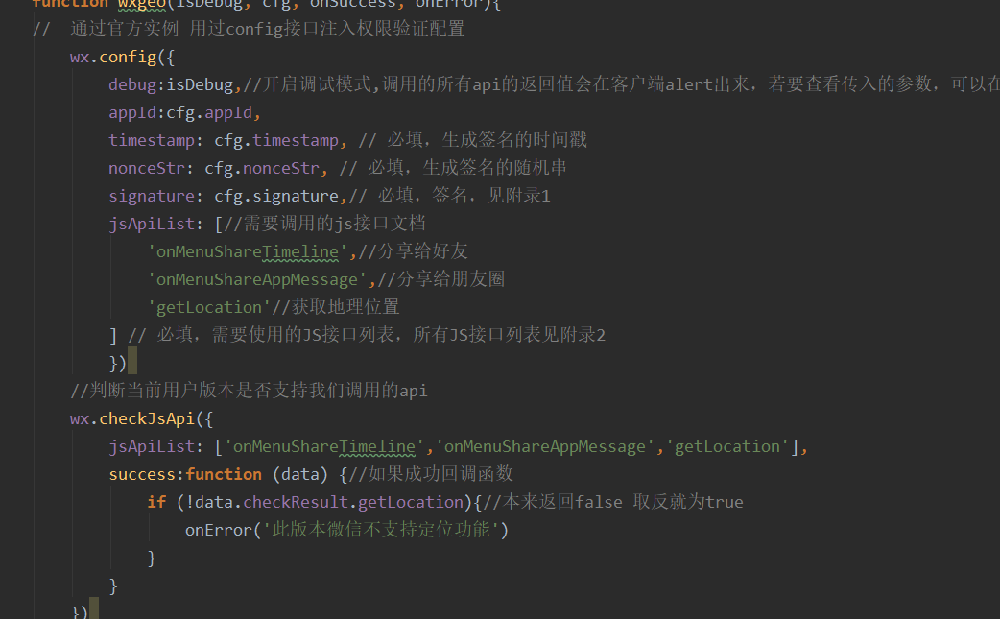 function wxgeo(isDebug, cfg, onSuccess, onError){
//  通过官方实例 用过config接口注入权限验证配置
wx.config({
debug:isDebug,//开启调试模式,调用的所有api的返回值会在客户端alert出来，若要查看传入的参数，可以在
appId:cfg.appId,
timestamp: cfg.timestamp, // 必填，生成签名的时间戳
nonceStr: cfg.nonceStr, // 必填，生成签名的随机串
signature: cfg.signature,// 必填，签名，见附录1
jsApiList: [//需要调用的js接口文档
'onMenuShareTimeline',//分享给好友
'onMenuShareAppMessage',//分享给朋友圈
'getLocation'//获取地理位置
] // 必填，需要使用的JS接口列表，所有JS接口列表见附录2
})
//判断当前用户版本是否支持我们调用的api
wx.checkJsApi({
jsApiList: ['onMenuShareTimeline','onMenuShareAppMessage','getLocation'],
success:function (data) {//如果成功回调函数
if (!data.checkResult.getLocation){//本来返回false 取反就为true
onError('此版本微信不支持定位功能')
}
}
})